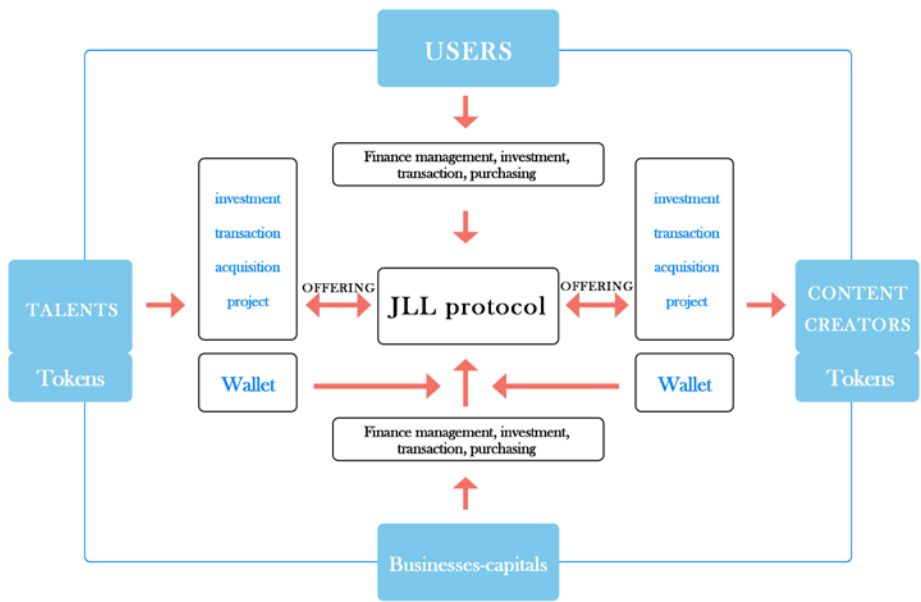 USERS
Finance management, investment,
transaction, purchasing
investment
transaction
acquisition
project
investment
transaction
acquisition
project
TALENTS
Tokens
OFFERING
JLL protocol
OFFERING
CONTENT
CREATORS
Tokens
Wallet
Wallet
Finance management, investment,
transaction, purchasing
Businesses-capitals